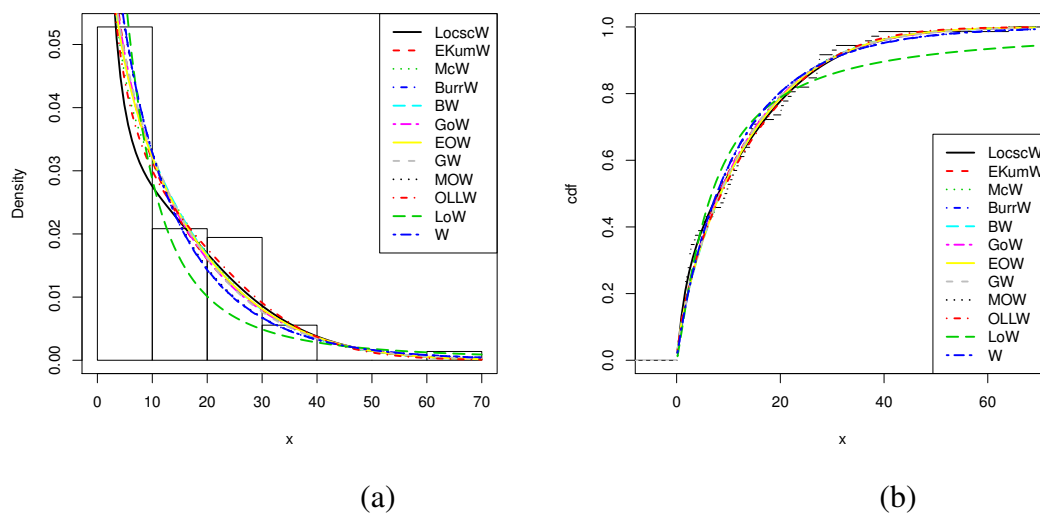 Density
0.00
0.01
0.02
0.03
0.04
0.05
0
10
20
30
40
50
60
70
x
LocscW
EKumW
McW
BurrW
BW
GoW
EOW
GW
MOW
OLLW
LoW
W
(a)
cdf
0.0
0.2
0.4
0.6
0.8
1.0
0
20
40
60
x
LocscW
EKumW
McW
BurrW
BW
GoW
EOW
GW
MOW
OLLW
LoW
W
(b)